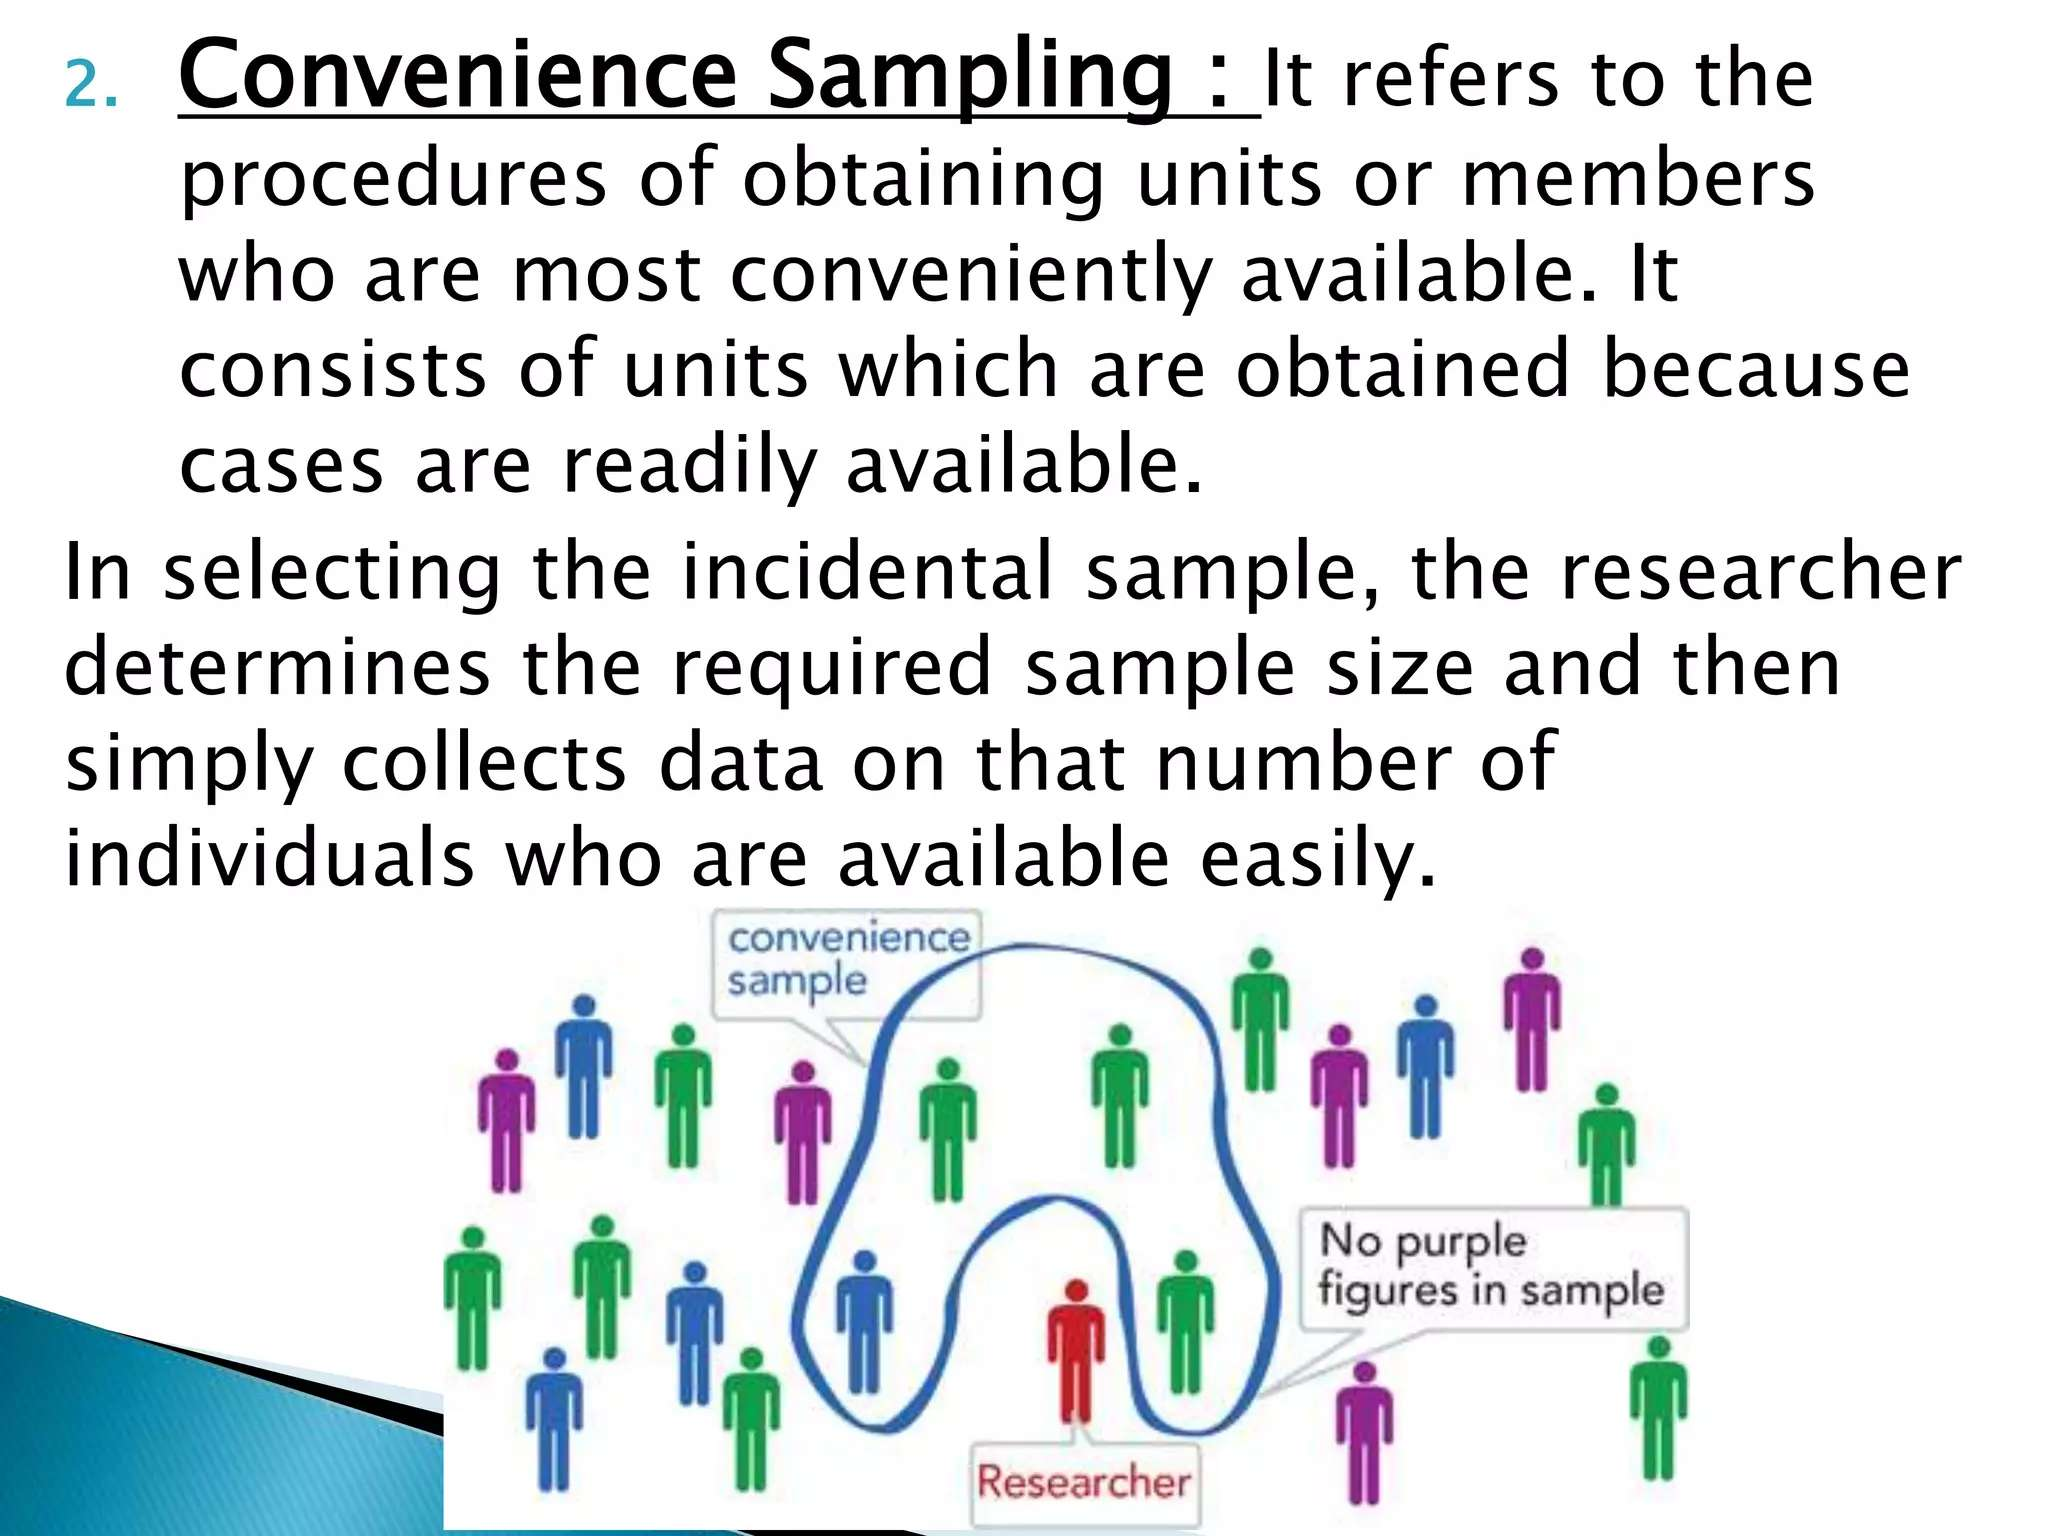 2. Convenience Sampling : It refers to the
procedures of obtaining units or members
who are most conveniently available. It
consists of units which are obtained because
cases are readily available.
In selecting the incidental sample, the researcher
determines the required sample size and then
simply collects data on that number of
individuals who are available easily.
convenience
sample
No purple
figures in sample
Researcher